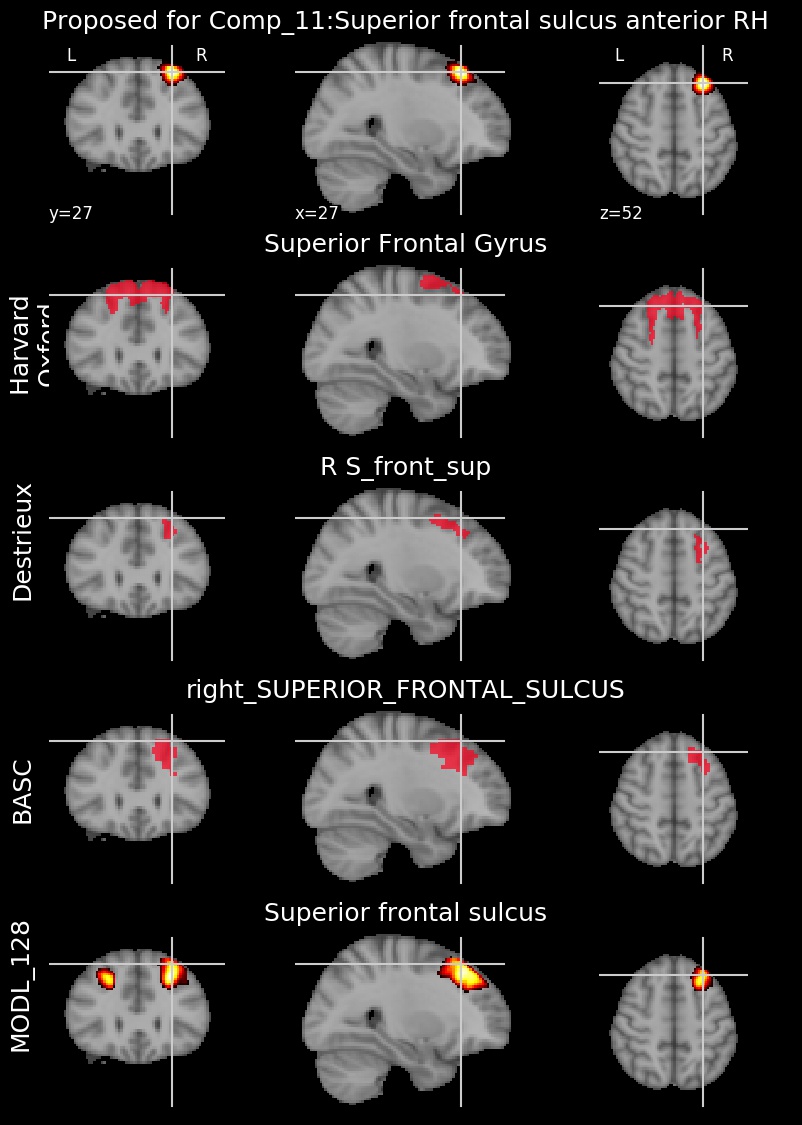 Proposed for Comp_11:Superior frontal sulcus anterior RH
L R L R
y=27 x=27 z=52
Superior Frontal Gyrus
Harvard
Oxford
R S_front_sup
Destrieux
right_SUPERIOR_FRONTAL_SULCUS
BASC
Superior frontal sulcus
MODL_128